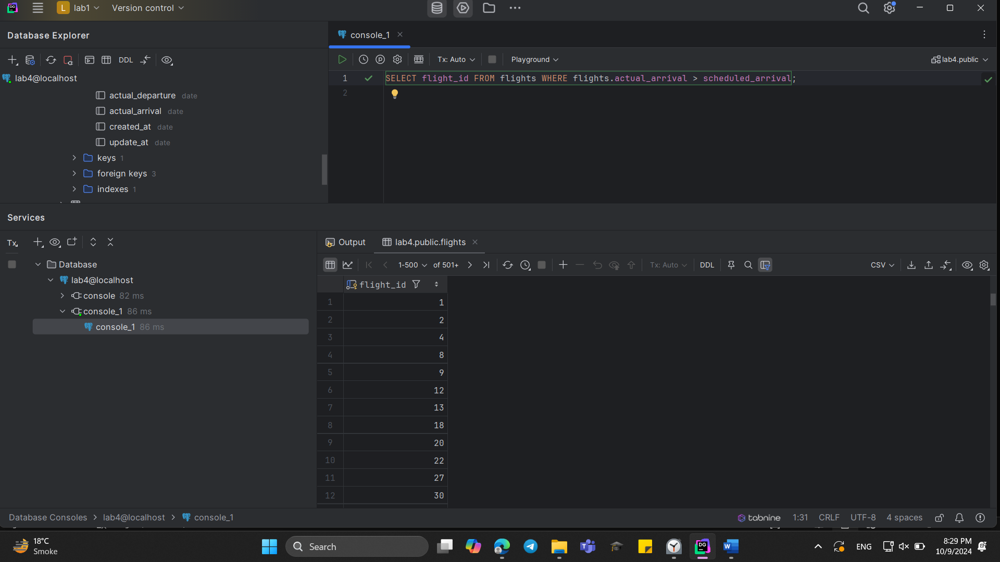 DG
L lab1 Version control
Database Explorer
DDL
lab4@localhost
actual_departure date
actual_arrival date
created_at date
update_at date
keys 1
foreign keys 3
indexes 1
console_1
Tx: Auto Playground lab4.public
1 SELECT flight_id FROM flights WHERE flights.actual_arrival > scheduled_arrival;
2
Services
Tx
Database
lab4@localhost
console 82 ms
console_1 86 ms
console_1 86 ms
Output lab4.public.flights
1-500 of 501+ Tx: Auto DDL CSV
flight_id
1 1
2 2
3 4
4 8
5 9
6 12
7 13
8 18
9 20
10 22
11 27
12 30
Database Consoles > lab4@localhost > console_1
tabnine 1:31 CRLF UTF-8 4 spaces
18°C
Smoke
Search
ENG
8:29 PM
10/9/2024